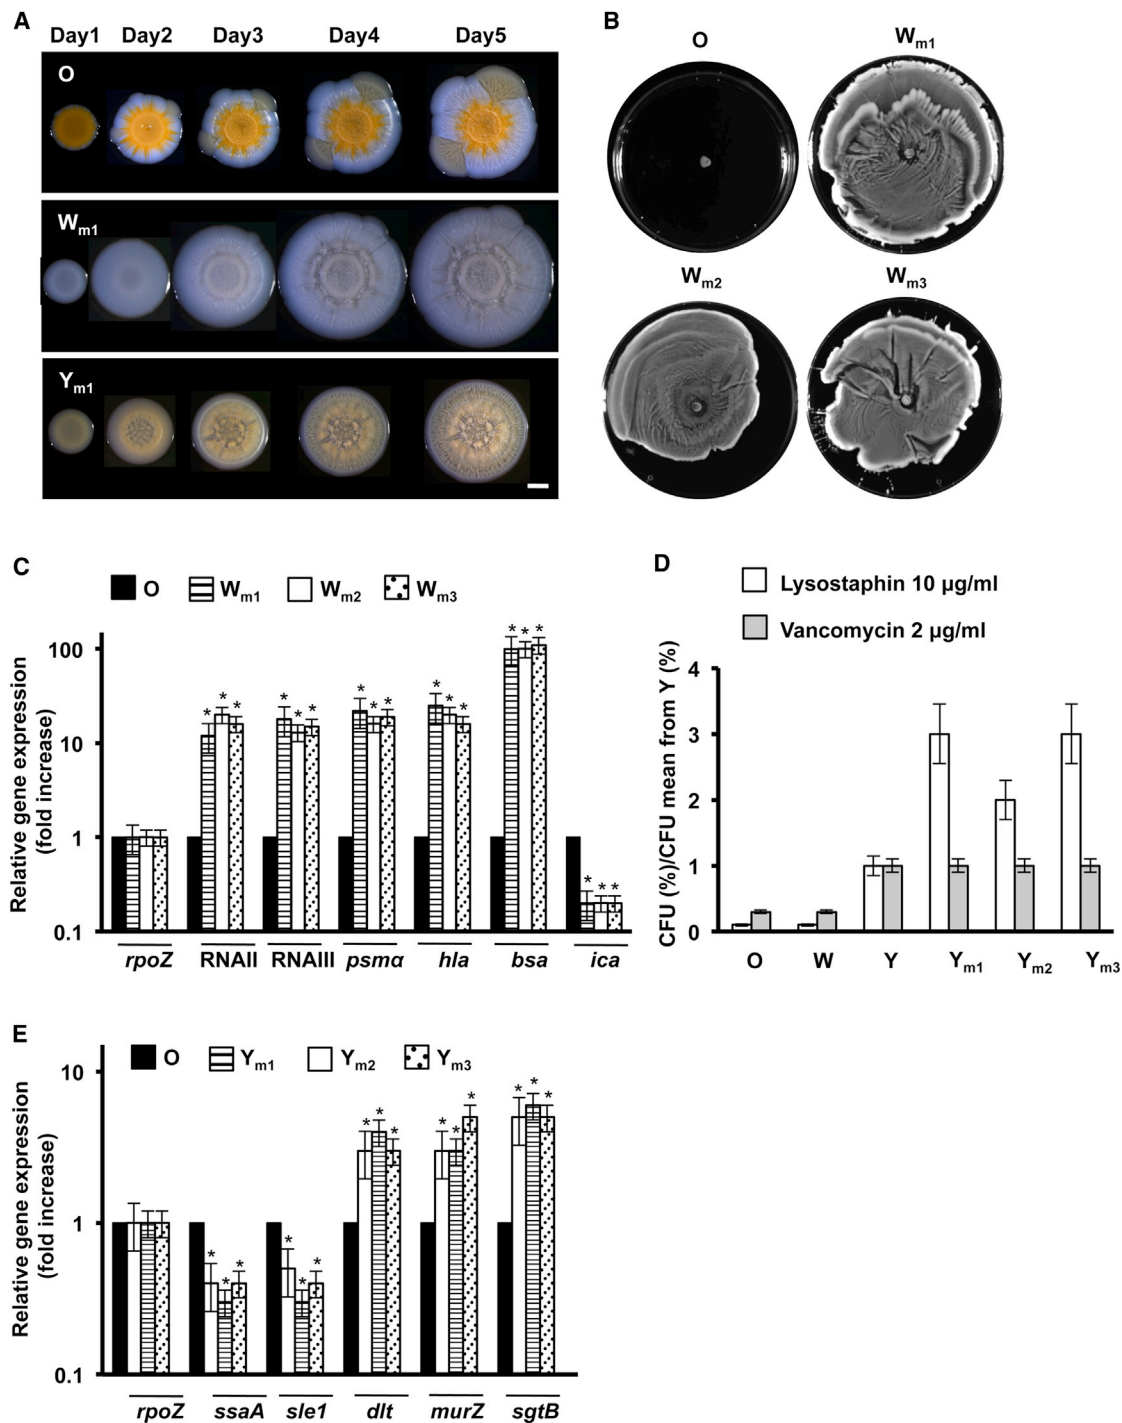 A
Day1 Day2 Day3 Day4 Day5
O
Wm1
Ym1
B
O
Wm1
Wm2
Wm3
C
O Wm1 Wm2 Wm3
Relative gene expression
(fold increase)
100
10
1
0.1
rpoZ RNAII RNAIII psmα hla bsa ica
* * * * * * * * * * * * * * * * * *
D
Lysostaphin 10 µg/ml
Vancomycin 2 µg/ml
CFU (%)/CFU mean from Y (%)
4
3
2
1
0
O W Y Ym1 Ym2 Ym3
E
O Ym1 Ym2 Ym3
Relative gene expression
(fold increase)
10
1
0.1
* * * * * * * * * * * * * * *
rpoZ ssaA sle1 dlt murZ sgtB